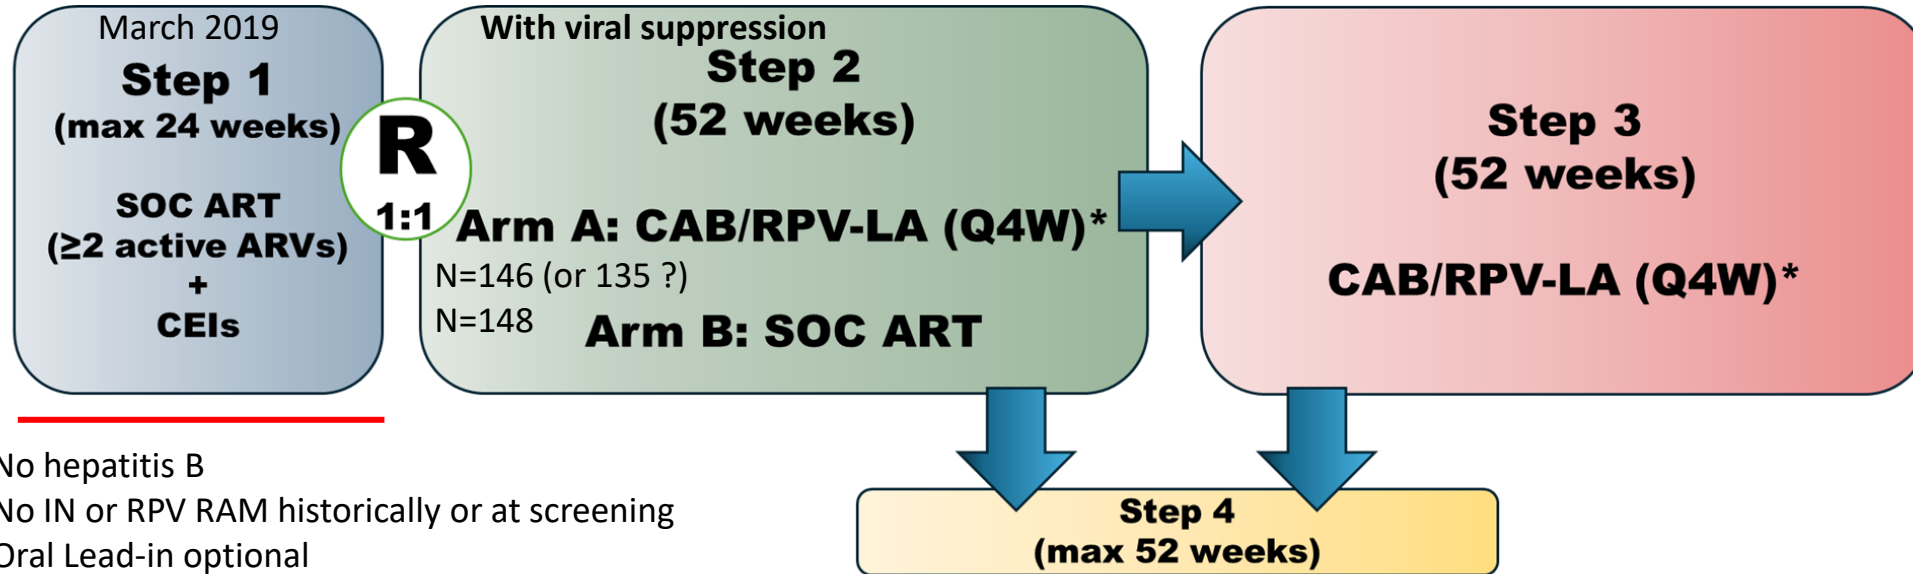 March 2019
Step 1
(max 24 weeks)
SOC ART
(≥2 active ARVs)
+
CEIs
R
1:1
With viral suppression
Step 2
(52 weeks)
Arm A: CAB/RPV-LA (Q4W)*
N=146 (or 135 ?)
N=148
Arm B: SOC ART
Step 3
(52 weeks)
CAB/RPV-LA (Q4W)*
No hepatitis B
No IN or RPV RAM historically or at screening
Oral Lead-in optional
Step 4
(max 52 weeks)